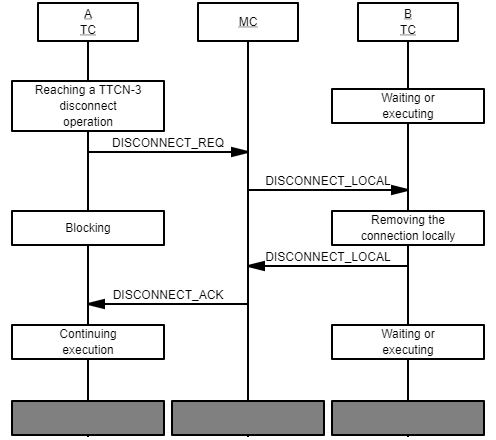 A
TC
MC
B
TC
Reaching a TTCN-3
disconnect
operation
Waiting or
executing
DISCONNECT_REQ
DISCONNECT_LOCAL
Blocking
Removing the
connection locally
DISCONNECT_LOCAL
DISCONNECT_ACK
Continuing
execution
Waiting or
executing